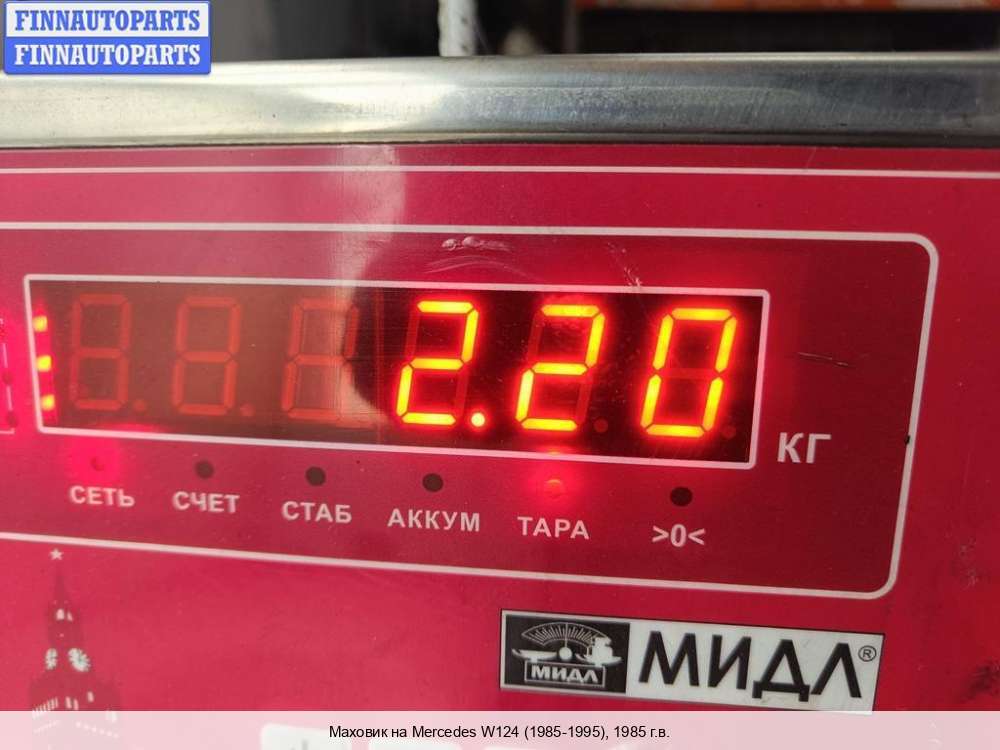 FINNAUTOPARTS
FINNAUTOPARTS
2.20
КГ
СЕТЬ СЧЕТ СТАБ АККУМ ТАРА >0<
МИДЛ МИДЛ®
Маховик на Mercedes W124 (1985-1995), 1985 г.в.